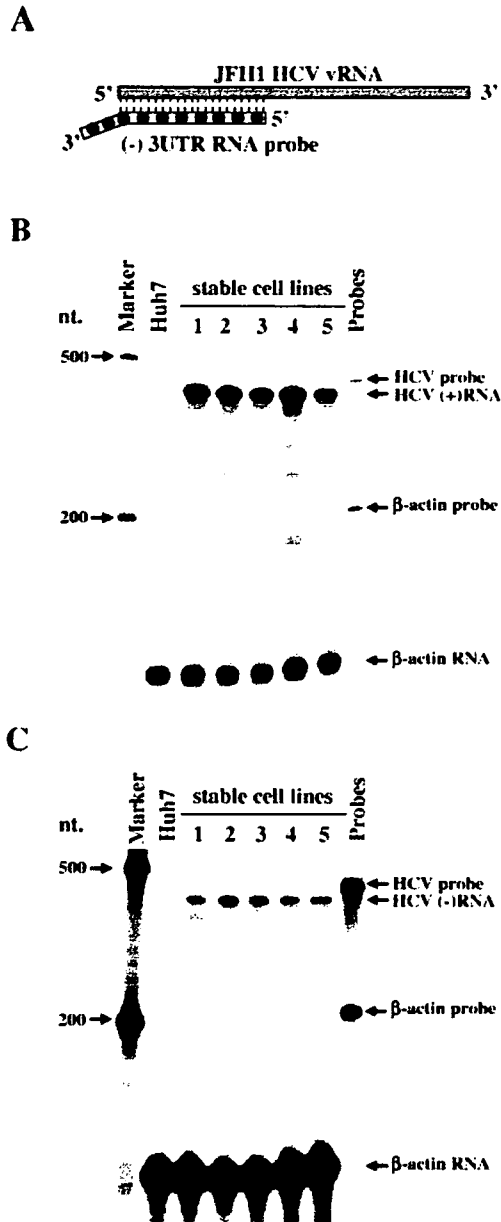 A
JFH1 HCV vRNA
5' 3'
3' 5'
(-) 3UTR RNA probe
B
nt. Marker Huh7 stable cell lines Probes
1 2 3 4 5
500
HCV probe
HCV (+)RNA
200 β-actin probe
β-actin RNA
C
nt. Marker Huh7 stable cell lines Probes
1 2 3 4 5
500 HCV probe
HCV (-)RNA
200 β-actin probe
β-actin RNA